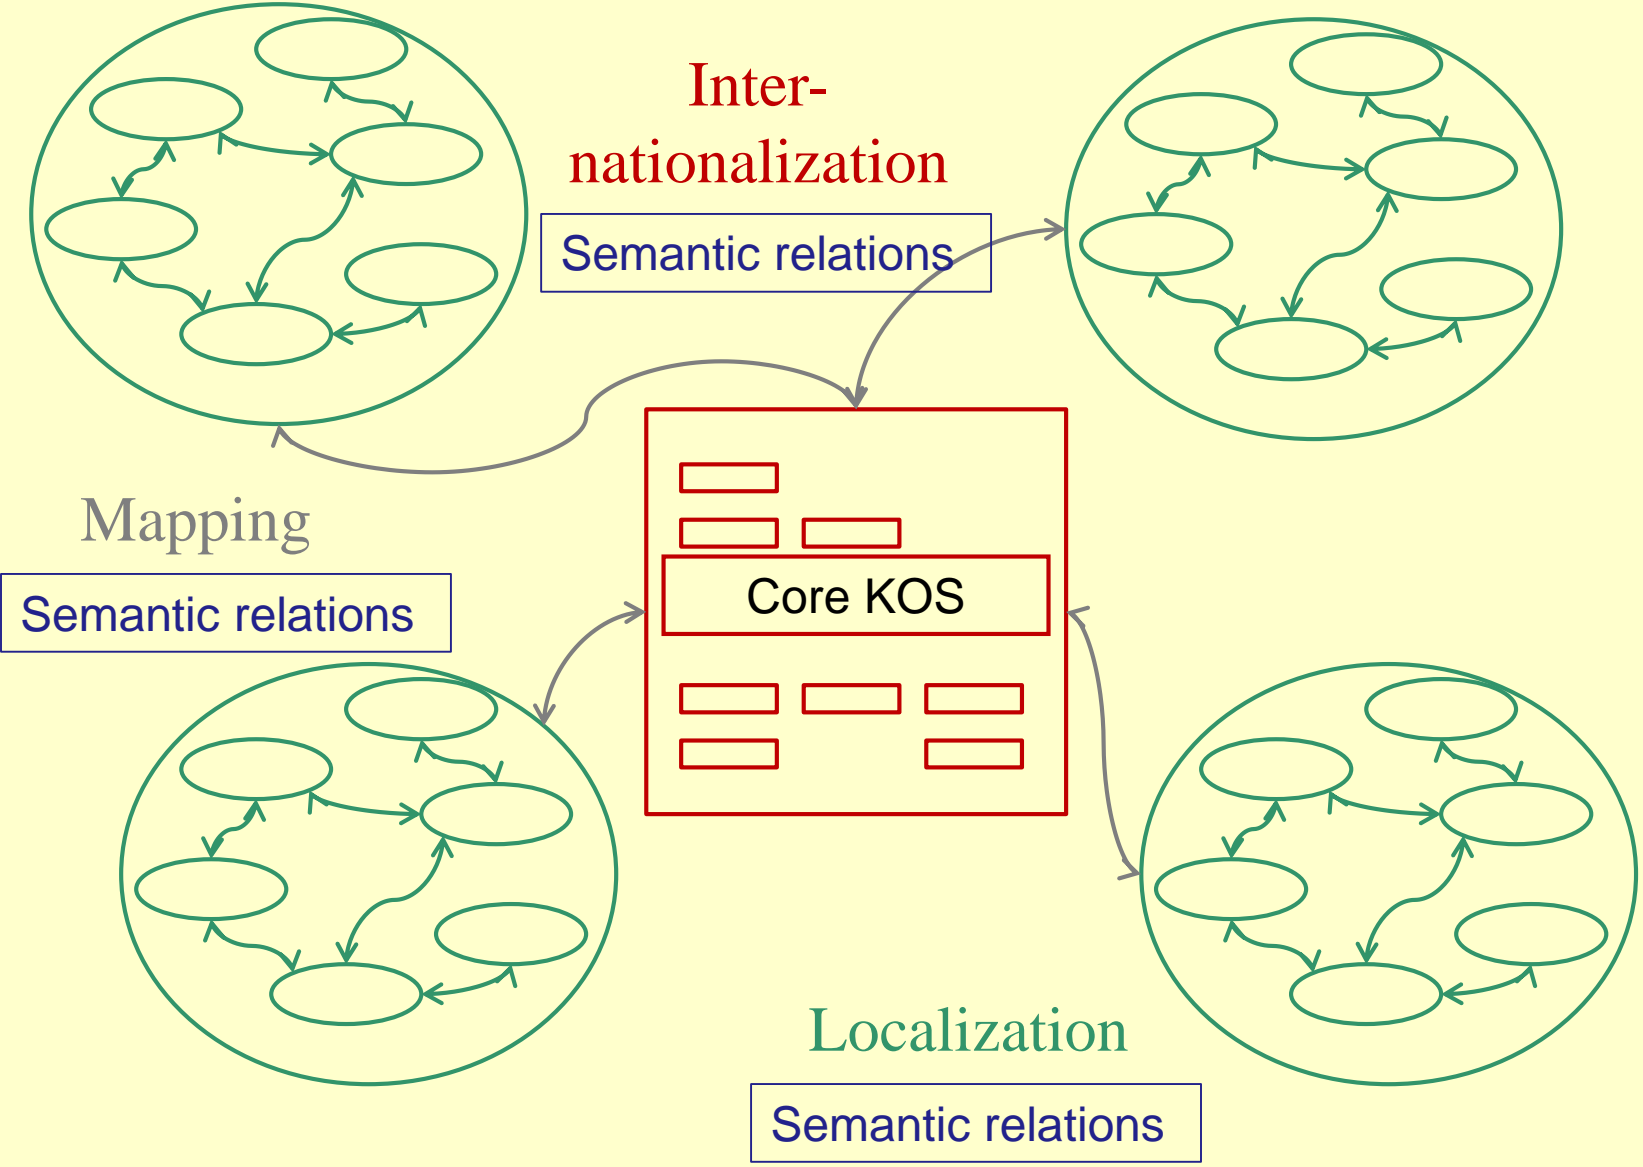 Inter-
nationalization
Semantic relations
Mapping
Semantic relations
Core KOS
Localization
Semantic relations